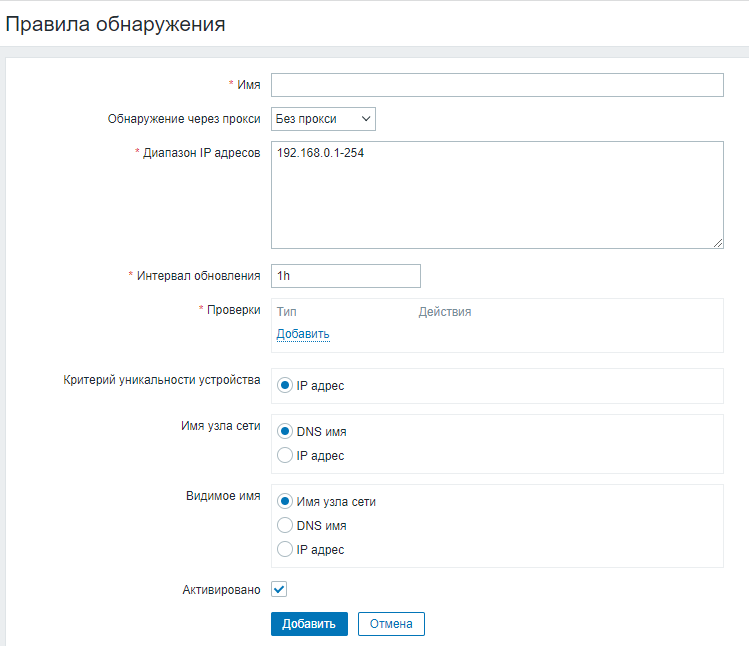 Правила обнаружения
* Имя
Обнаружение через прокси Без прокси
* Диапазон IP адресов 192.168.0.1-254
* Интервал обновления 1h
* Проверки Тип Действия
Добавить
Критерий уникальности устройства IP адрес
Имя узла сети DNS имя
IP адрес
Видимое имя Имя узла сети
DNS имя
IP адрес
Активировано
Добавить Отмена